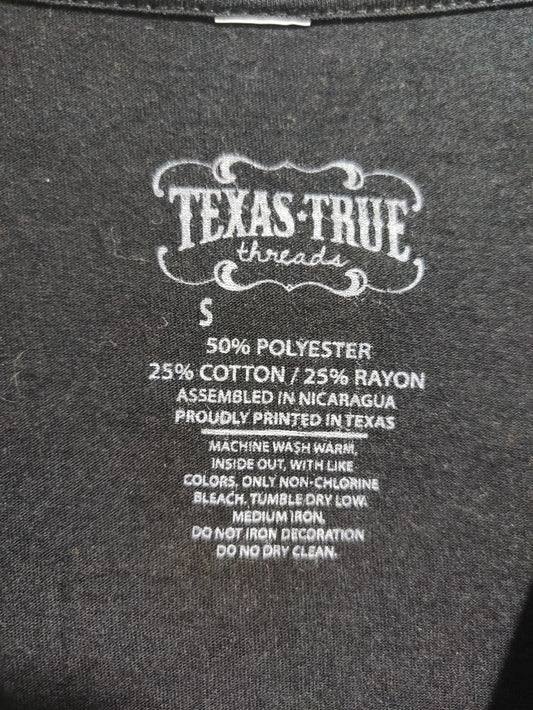 TEXAS·TRUE
threads
S
50% POLYESTER
25% COTTON / 25% RAYON
ASSEMBLED IN NICARAGUA
PROUDLY PRINTED IN TEXAS
MACHINE WASH WARM,
INSIDE OUT, WITH LIKE
COLORS, ONLY NON-CHLORINE
BLEACH. TUMBLE DRY LOW.
MEDIUM IRON.
DO NOT IRON DECORATION
DO NO DRY CLEAN.